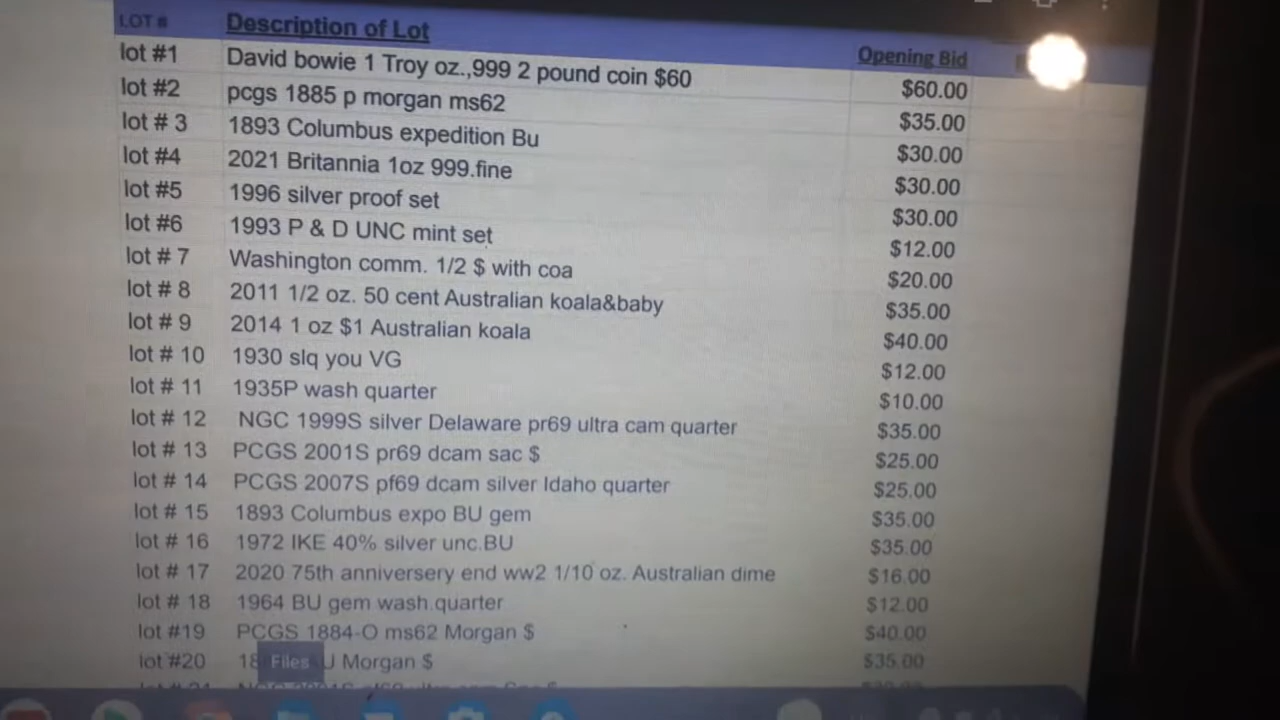 LOT # Description of Lot Opening Bid
lot #1 David bowie 1 Troy oz.,999 2 pound coin $60 $60.00
lot #2 pcgs 1885 p morgan ms62 $35.00
lot # 3 1893 Columbus expedition Bu $30.00
lot #4 2021 Britannia 1oz 999.fine $30.00
lot #5 1996 silver proof set $30.00
lot #6 1993 P & D UNC mint set $12.00
lot # 7 Washington comm. 1/2 $ with coa $20.00
lot # 8 2011 1/2 oz. 50 cent Australian koala&baby $35.00
lot # 9 2014 1 oz $1 Australian koala $40.00
lot # 10 1930 slq you VG $12.00
lot # 11 1935P wash quarter $10.00
lot # 12 NGC 1999S silver Delaware pr69 ultra cam quarter $35.00
lot # 13 PCGS 2001S pr69 dcam sac $ $25.00
lot # 14 PCGS 2007S pf69 dcam silver Idaho quarter $25.00
lot # 15 1893 Columbus expo BU gem $35.00
lot # 16 1972 IKE 40% silver unc.BU $35.00
lot # 17 2020 75th anniversery end ww2 1/10 oz. Australian dime $16.00
lot # 18 1964 BU gem wash.quarter $12.00
lot #19 PCGS 1884-O ms62 Morgan $ $40.00
lot #20 Morgan $ $35.00
Files